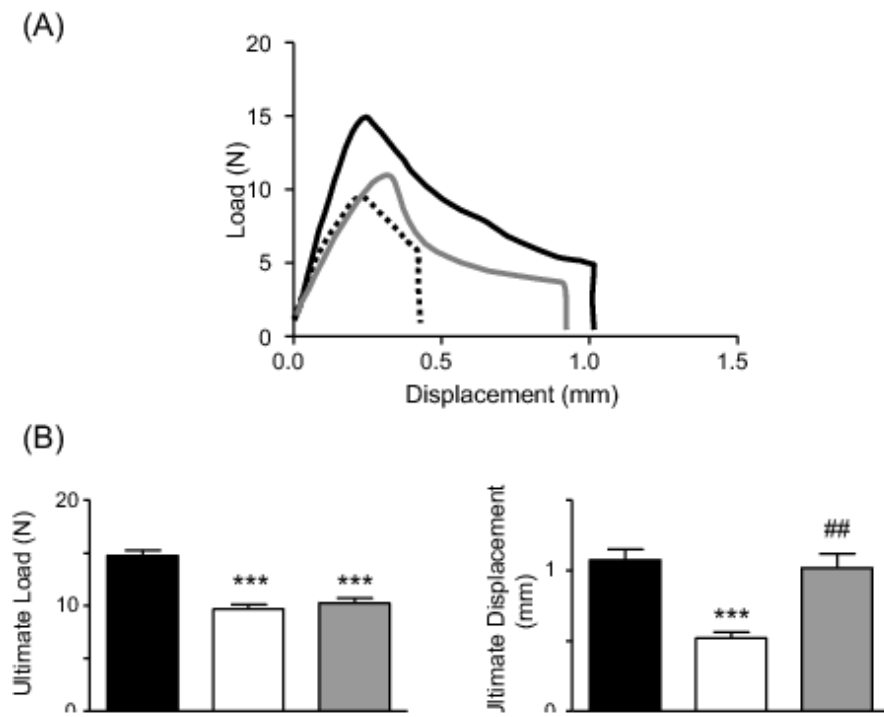 (A)
20
15
10
5
0
Load (N)
0.0 0.5 1.0 1.5
Displacement (mm)
(B)
20
10
0
Ultimate Load (N)
*** ***
1
0
Ultimate Displacement
(mm)
***
##